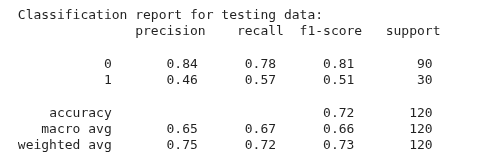 Classification report for testing data:
precision recall f1-score support
0 0.84 0.78 0.81 90
1 0.46 0.57 0.51 30
accuracy 0.72 120
macro avg 0.65 0.67 0.66 120
weighted avg 0.75 0.72 0.73 120